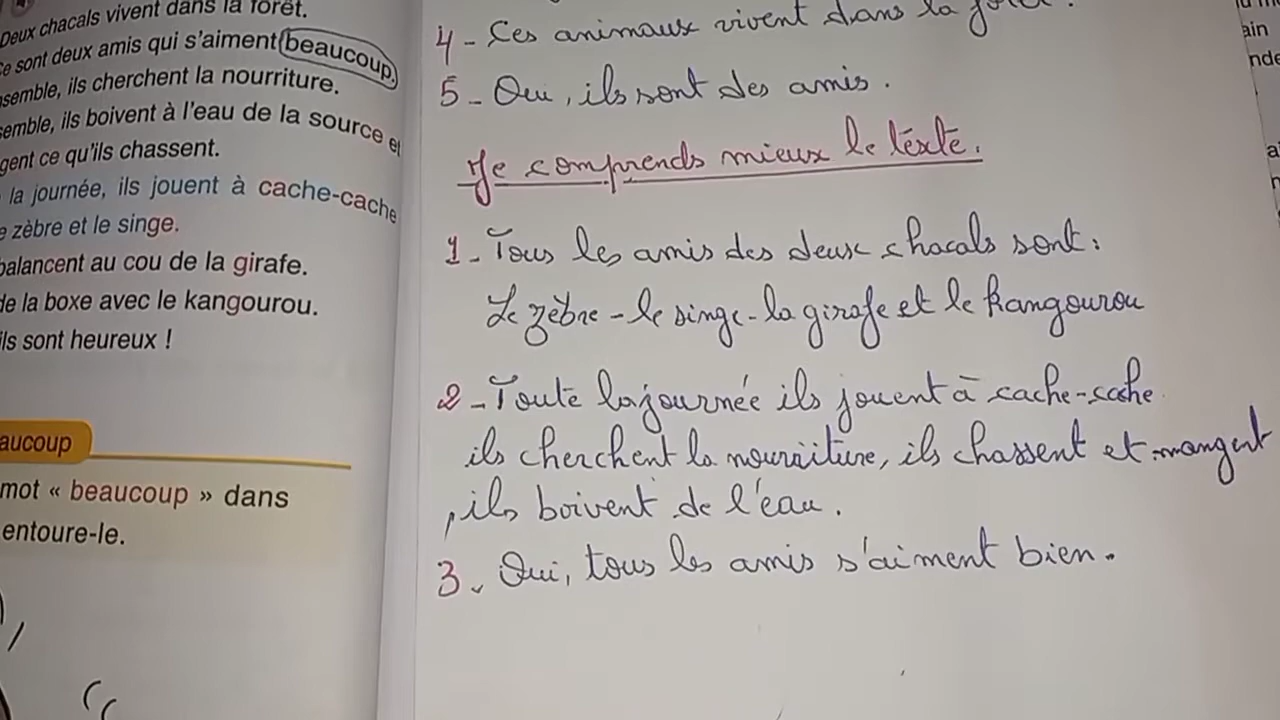 Deux chacals vivent dans la forêt.
sont deux amis qui s'aiment beaucoup.
ils cherchent la nourriture.
ils boivent à l'eau de la source et
ce qu'ils chassent.
la journée, ils jouent à cache-cache
zèbre et le singe.
balancent au cou de la girafe.
de la boxe avec le kangourou.
ils sont heureux !
aucoup
mot « beaucoup » dans
entoure-le.
4 - Ces animaux vivent dans la
5 - Oui, ils sont des amis.
Je comprends mieux le téxte.
1 - Tous les amis des deux chacals sont :
Le zèbre - le singe - la girafe et le kangourou
2 - Toute la journée ils jouent à cache-cache
ils cherchent la nourriture, ils chassent et mangent
, ils boivent de l'eau.
3. Oui, tous les amis s'aiment bien.
ain